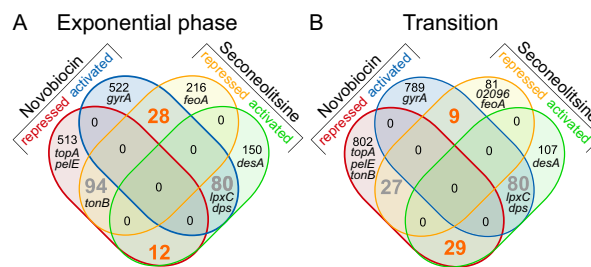 A Exponential phase
Novobiocin
repressed activated
Seconeolitsine
repressed activated
522
gyrA
216
feoA
513
topA
pelE
150
desA
0
28
0
0
0
94
tonB
0
80
lpxC
dps
0
0
12
B Transition
Novobiocin
repressed activated
Seconeolitsine
repressed activated
789
gyrA
81
02096
feoA
802
topA
pelE
tonB
107
desA
0
9
0
0
0
27
0
80
lpxC
dps
0
0
29